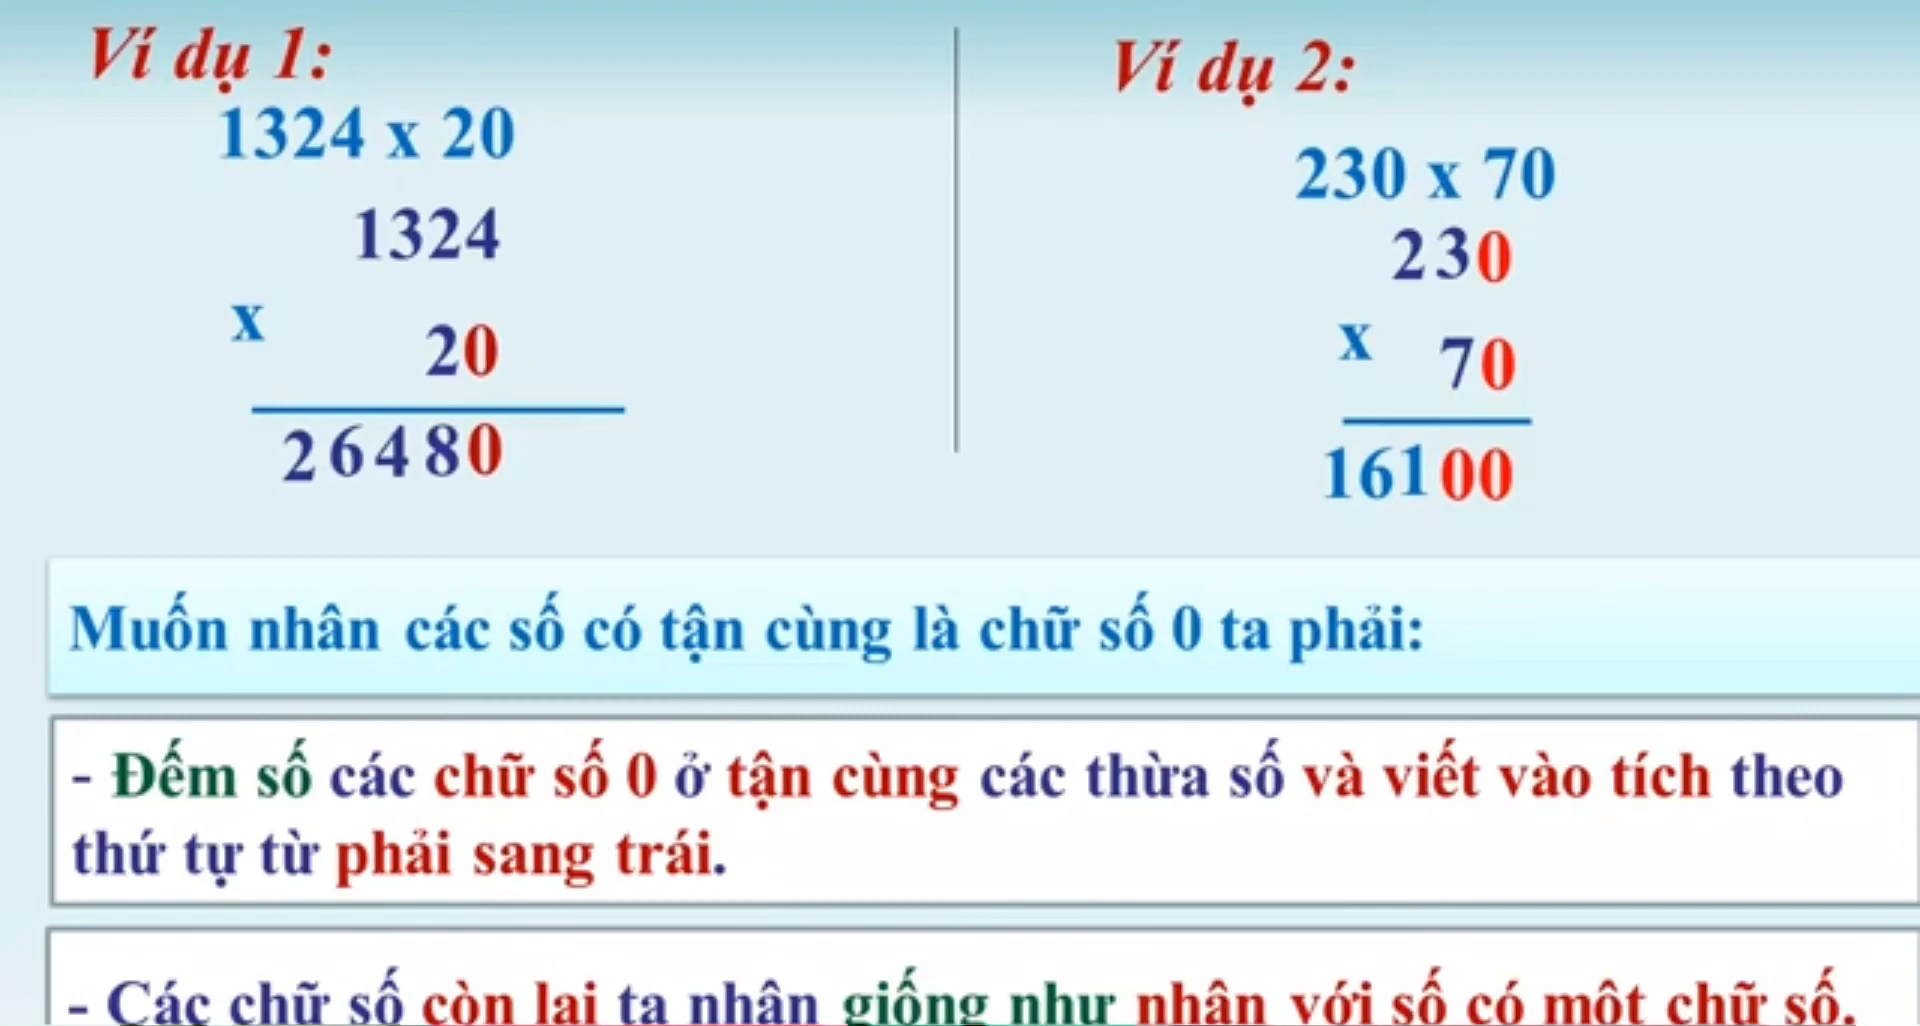 Ví dụ 1:
1324 x 20
1324
x
20
26480
Ví dụ 2:
230 x 70
230
x
70
16100
Muốn nhân các số có tận cùng là chữ số 0 ta phải:
- Đếm số các chữ số 0 ở tận cùng các thừa số và viết vào tích theo
thứ tự từ phải sang trái.
- Các chữ số còn lại ta nhân giống như nhân với số có một chữ số.